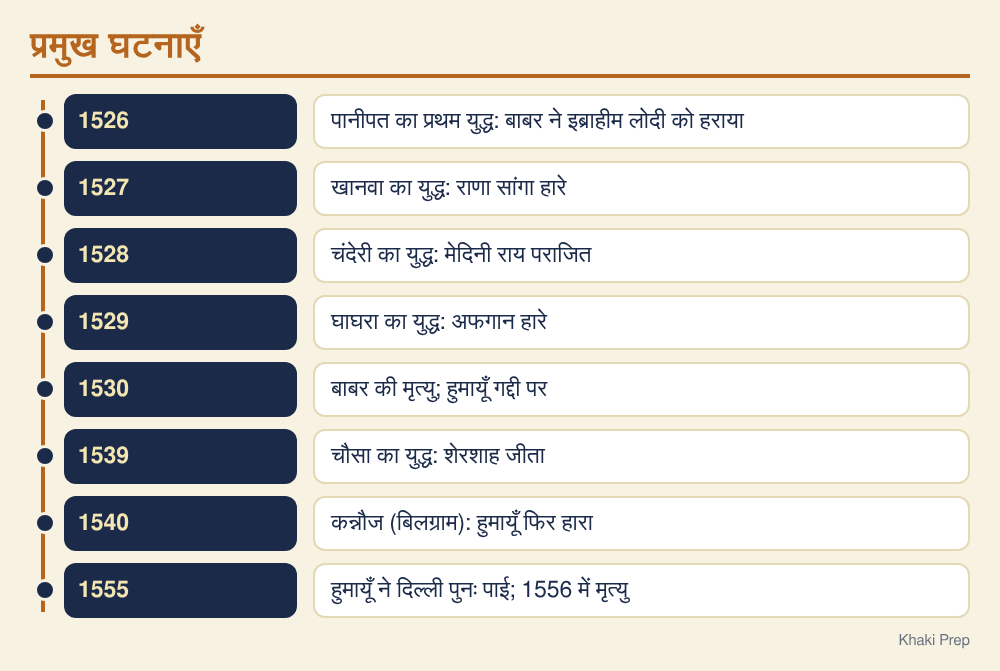 प्रमुख घटनाएँ
1526 पानीपत का प्रथम युद्ध: बाबर ने इब्राहीम लोदी को हराया
1527 खानवा का युद्ध: राणा सांगा हारे
1528 चंदेरी का युद्ध: मेदिनी राय पराजित
1529 घाघरा का युद्ध: अफगान हारे
1530 बाबर की मृत्यु; हुमायूँ गद्दी पर
1539 चौसा का युद्ध: शेरशाह जीता
1540 कन्नौज (बिलग्राम): हुमायूँ फिर हारा
1555 हुमायूँ ने दिल्ली पुनः पाई; 1556 में मृत्यु
Khaki Prep